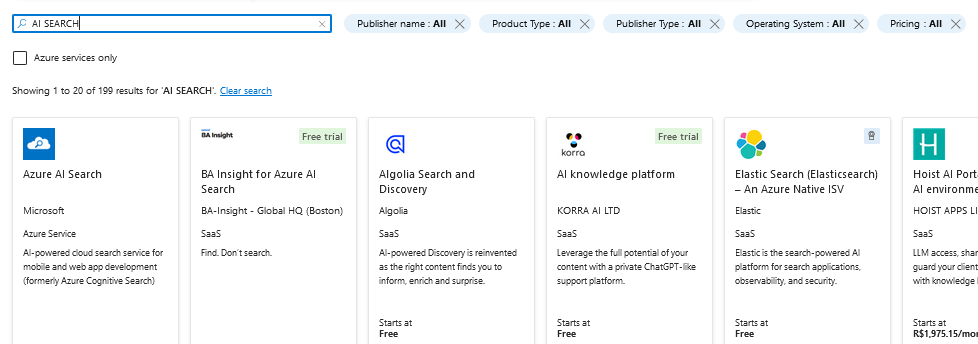 AI SEARCH
Publisher name : All
Product Type : All
Publisher Type : All
Operating System : All
Pricing : All
Azure services only
Showing 1 to 20 of 199 results for 'AI SEARCH'. Clear search
Azure AI Search
Microsoft
Azure Service
AI-powered cloud search service for
mobile and web app development
(formerly Azure Cognitive Search)
BA Insight
Free trial
BA Insight for Azure AI
Search
BA-Insight - Global HQ (Boston)
SaaS
Find. Don't search.
Algolia Search and
Discovery
Algolia
SaaS
AI-powered Discovery is reinvented
as the right content finds you to
inform, enrich and surprise.
Starts at
Free
korra
Free trial
AI knowledge platform
KORRA AI LTD
SaaS
Leverage the full potential of your
content with a private ChatGPT-like
support platform.
Starts at
Free
Elastic Search (Elasticsearch)
– An Azure Native ISV
Elastic
SaaS
Elastic is the search-powered AI
platform for search applications,
observability, and security.
Starts at
Free
H
Hoist AI Port
AI environme
HOIST APPS LI
SaaS
LLM access, shar
guard your client
with knowledge
Starts at
R$1,975.15/mo